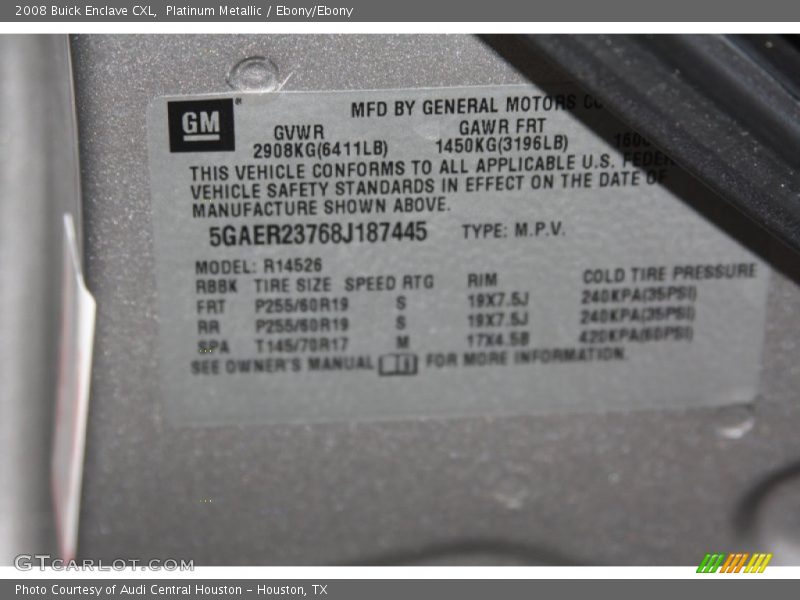 2008 Buick Enclave CXL, Platinum Metallic / Ebony/Ebony
GM
MFD BY GENERAL MOTORS
GVWR GAWR FRT
2908KG(6411LB) 1450KG(3196LB)
THIS VEHICLE CONFORMS TO ALL APPLICABLE U.S.
VEHICLE SAFETY STANDARDS IN EFFECT ON THE DATE OF
MANUFACTURE SHOWN ABOVE.
5GAER23768J187445 TYPE: M.P.V.
MODEL: R14526
RBBK TIRE SIZE SPEED RTG RIM COLD TIRE PRESSURE
FRT P255/60R19 S 19X7.5J 240KPA(35PSI)
RR P255/60R19 S 19X7.5J 240KPA(35PSI)
SPA T145/70R17 M 17X4.5B 420KPA(60PSI)
SEE OWNER'S MANUAL FOR MORE INFORMATION.
GTCARLOT.COM
Photo Courtesy of Audi Central Houston – Houston, TX